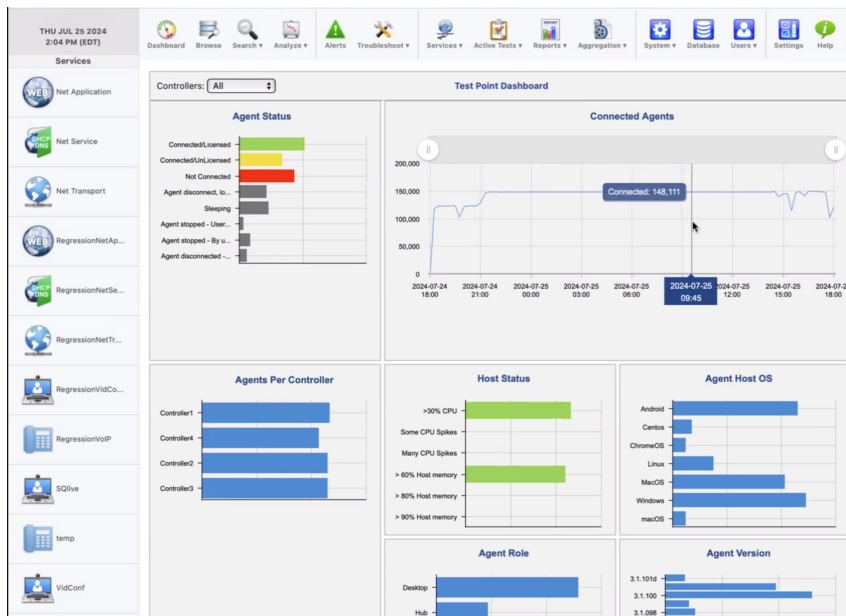 THU JUL 25 2024
2:04 PM (EDT)
Services
Net Application
Net Service
Net Transport
RegressionNetAp...
RegressionNetSe...
RegressionNetTr...
RegressionVidCo...
RegressionVoIP
SQlive
temp
VidConf
Dashboard Browse Search ▾ Analyze ▾ Alerts Troubleshoot ▾ Services ▾ Active Tests ▾ Reports ▾ Aggregation ▾ System ▾ Database Users ▾ Settings Help
Controllers: All
Test Point Dashboard
Agent Status
Connected/Licensed
Connected/UnLicensed
Not Connected
Agent disconnect, lo...
Sleeping
Agent stopped - User...
Agent stopped - By u...
Agent disconnected -...
Connected Agents
200,000
150,000
100,000
50,000
0
Connected: 148,111
2024-07-24 2024-07-24 2024-07-25 2024-07-25 2024-07-25 2024-07-25 2024-07-25 2024-07-25 2024-07-2
18:00 21:00 00:00 03:00 06:00 09:45 12:00 15:00 18:00
Agents Per Controller
Controller1
Controller4
Controller2
Controller3
Host Status
>30% CPU
Some CPU Spikes
Many CPU Spikes
> 60% Host memory
> 80% Host memory
> 90% Host memory
Agent Host OS
Android
Centos
ChromeOS
Linux
MacOS
Windows
macOS
Agent Role
Desktop
Hub
Agent Version
3.1.101d
3.1.100
3.1.098